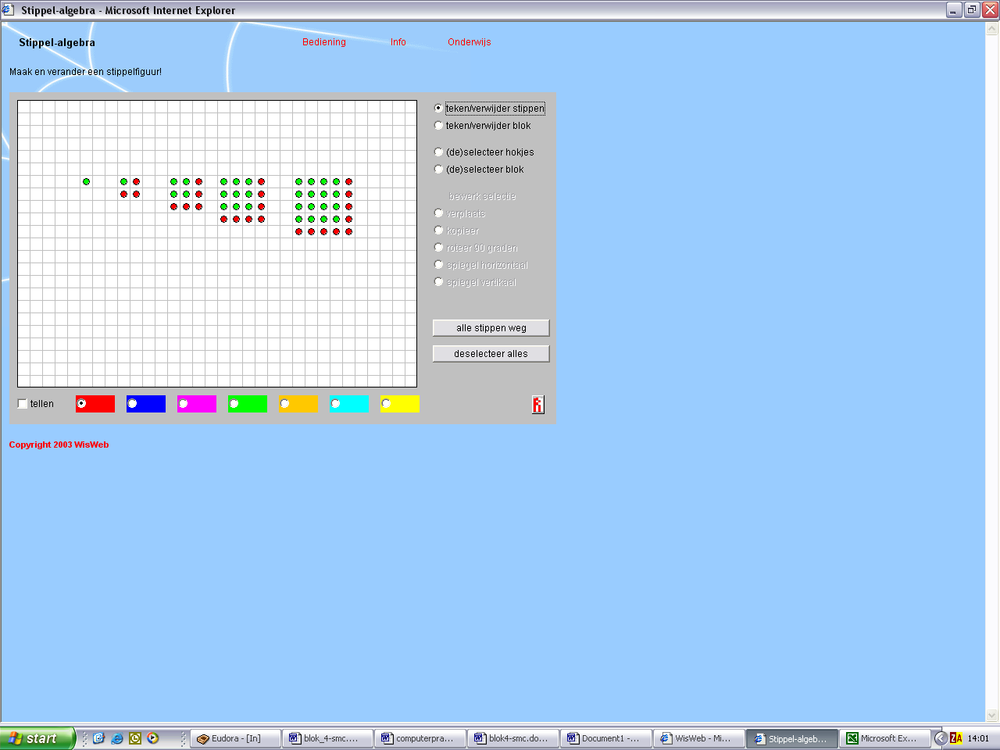 Stippel-algebra - Microsoft Internet Explorer
Stippel-algebra
Bediening
Info
Onderwijs
Maak en verander een stippelfiguur!
teken/verwijder stippen
teken/verwijder blok
(de)selecteer hokjes
(de)selecteer blok
bewerk selectie
verplaats
kopieer
roteer 90 graden
spiegel horizontaal
spiegel vertikaal
alle stippen weg
deselecteer alles
tellen
Copyright 2003 WisWeb
start
Eudora - [In]
blok_4-smc....
computerpra...
blok4-smc.do...
Document1 -...
WisWeb - Mi...
Stippel-algeb...
Microsoft Ex...
ZA
14:01